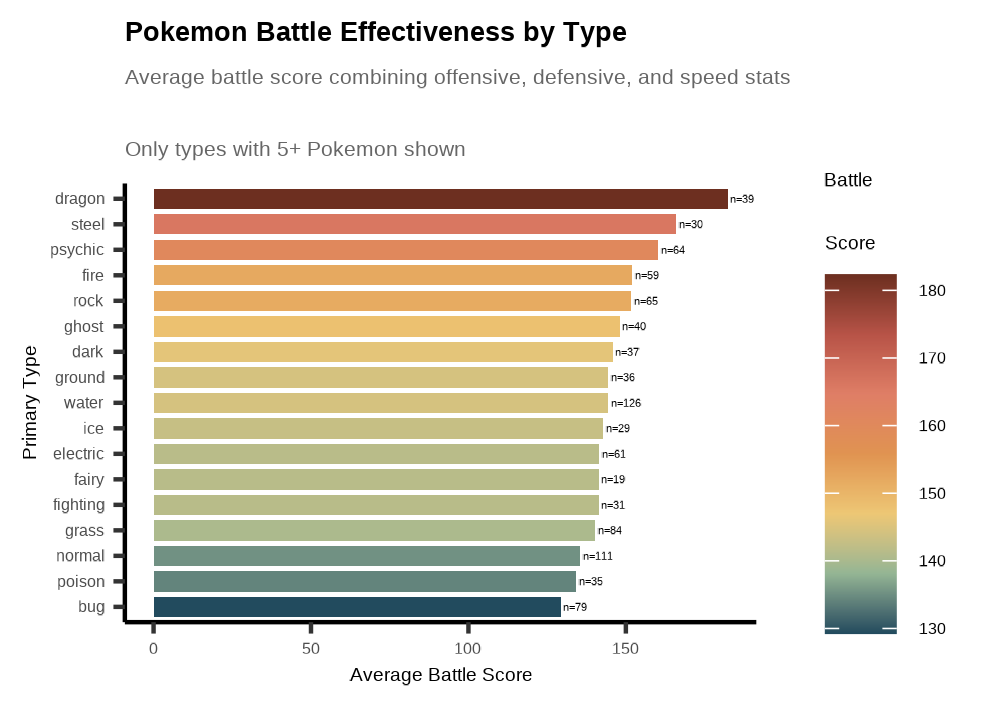 Pokemon Battle Effectiveness by Type
Average battle score combining offensive, defensive, and speed stats
Only types with 5+ Pokemon shown
Primary Type
dragon n=39
steel n=30
psychic n=64
fire n=59
rock n=65
ghost n=40
dark n=37
ground n=36
water n=126
ice n=29
electric n=61
fairy n=19
fighting n=31
grass n=84
normal n=111
poison n=35
bug n=79
0 50 100 150
Average Battle Score
Battle
Score
180
170
160
150
140
130